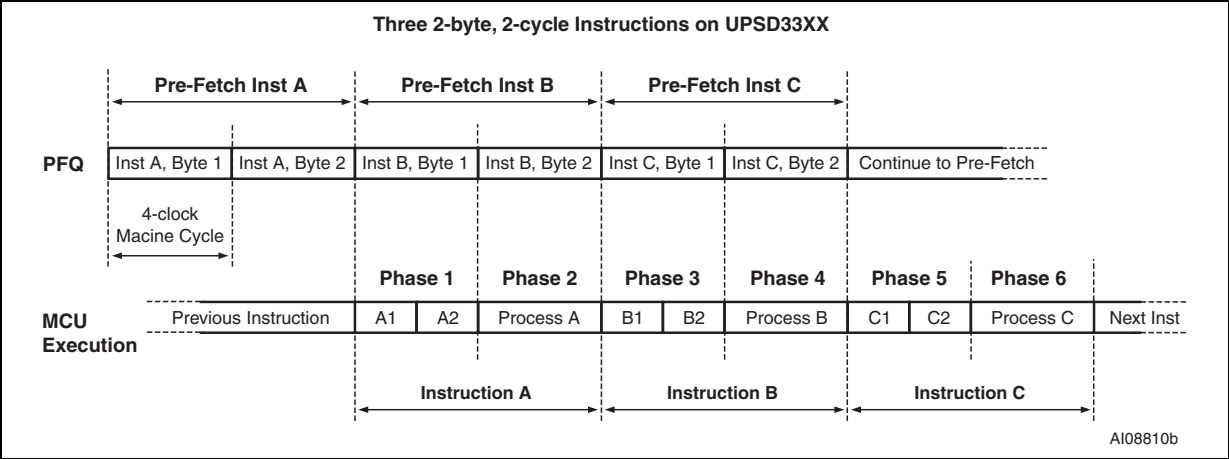 Three 2-byte, 2-cycle Instructions on UPSD33XX
Pre-Fetch Inst A Pre-Fetch Inst B Pre-Fetch Inst C
PFQ Inst A, Byte 1 Inst A, Byte 2 Inst B, Byte 1 Inst B, Byte 2 Inst C, Byte 1 Inst C, Byte 2 Continue to Pre-Fetch
4-clock
Macine Cycle
Phase 1 Phase 2 Phase 3 Phase 4 Phase 5 Phase 6
MCU Previous Instruction A1 A2 Process A B1 B2 Process B C1 C2 Process C Next Inst
Execution
Instruction A Instruction B Instruction C
AI08810b